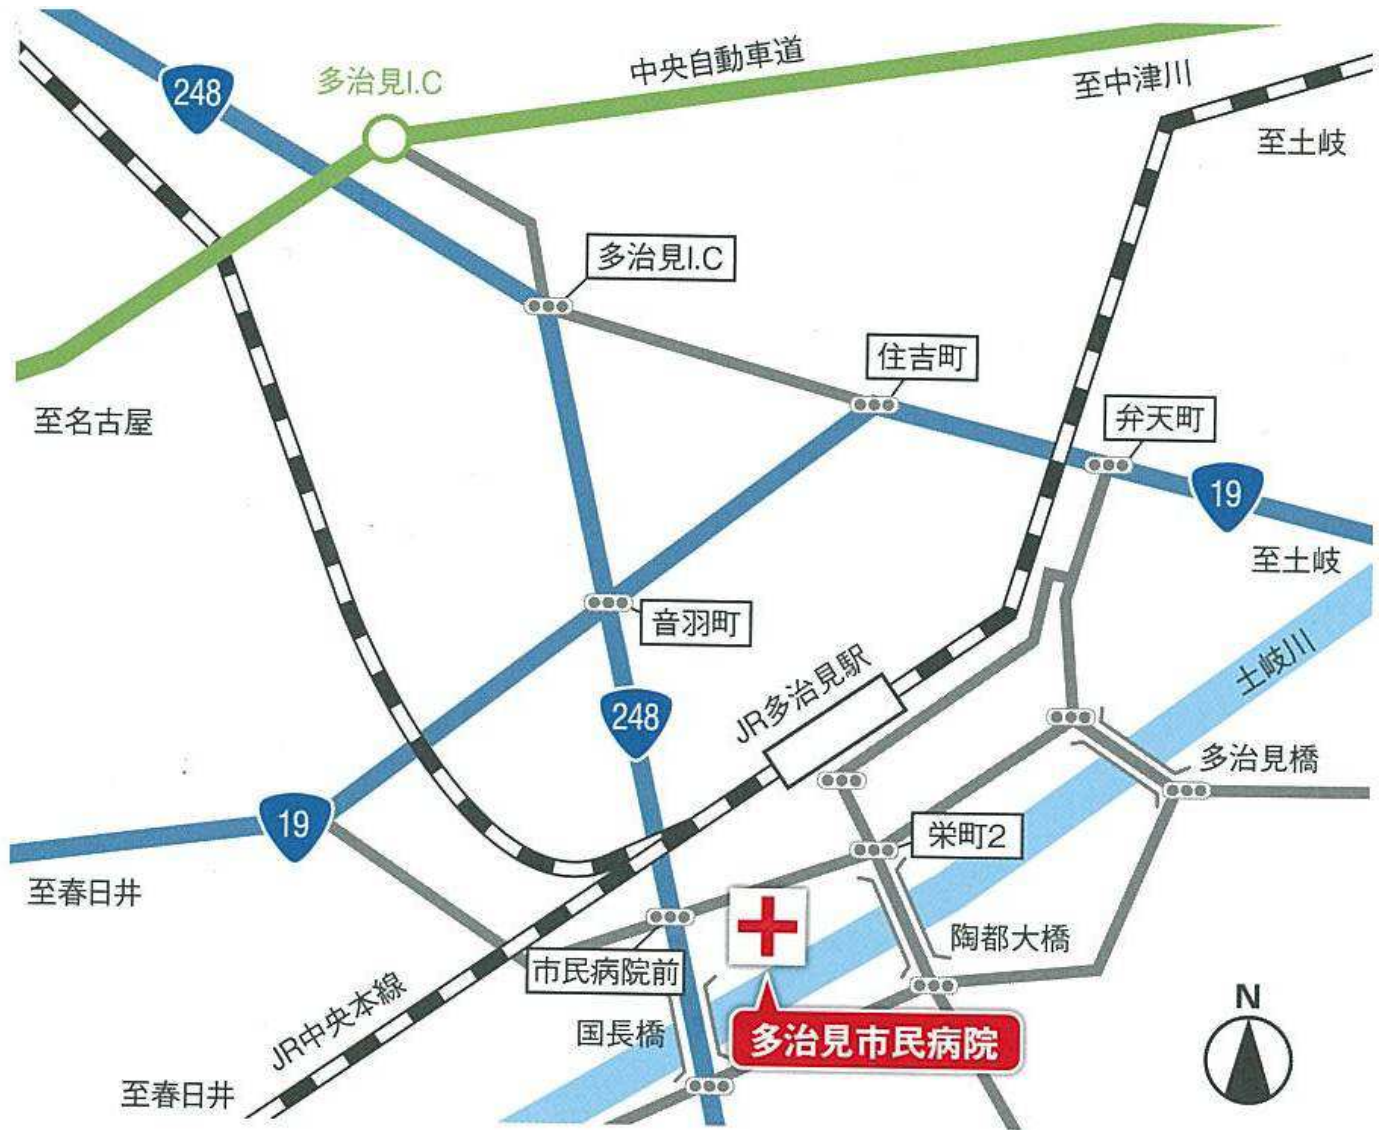 248
多治見I.C
中央自動車道
至中津川
至土岐
多治見I.C
住吉町
至名古屋
弁天町
19
至土岐
音羽町
土岐川
JR多治見駅
248
多治見橋
19
栄町2
至春日井
陶都大橋
市民病院前
JR中央本線
国長橋
多治見市民病院
N
至春日井